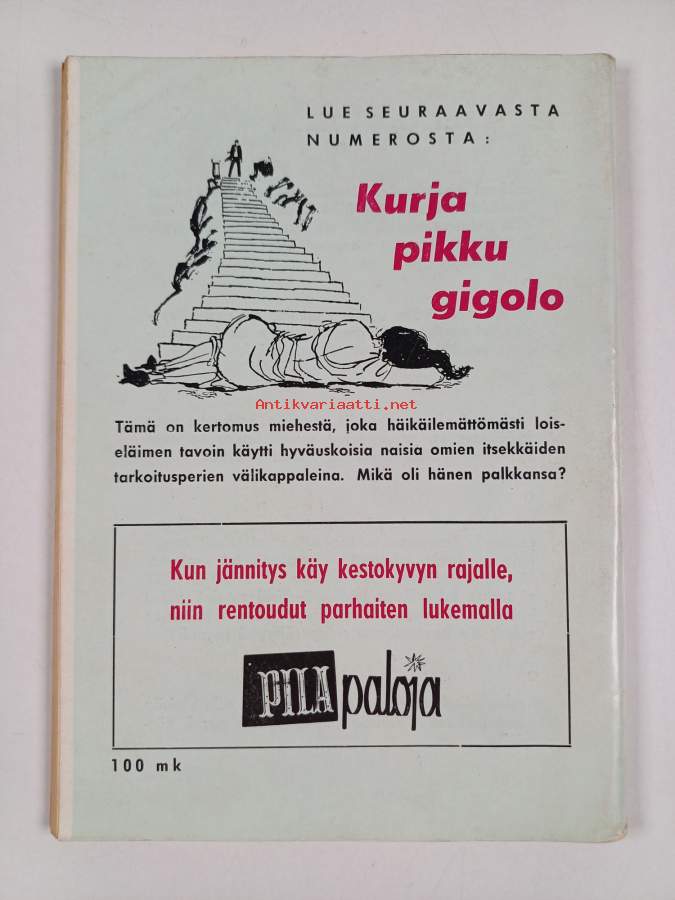 LUE SEURAAVASTA
NUMEROSTA:
Kurja
pikku
gigolo
Antikvariaatti.net
Tämä on kertomus miehestä, joka häikäilemättömästi lois-
eläimen tavoin käytti hyväuskoisia naisia omien itsekkäiden
tarkoitusperien välikappaleina. Mikä oli hänen palkkansa?
Kun jännitys käy kestokyvyn rajalle,
niin rentoudut parhaiten lukemalla
PILA paloja
100 mk